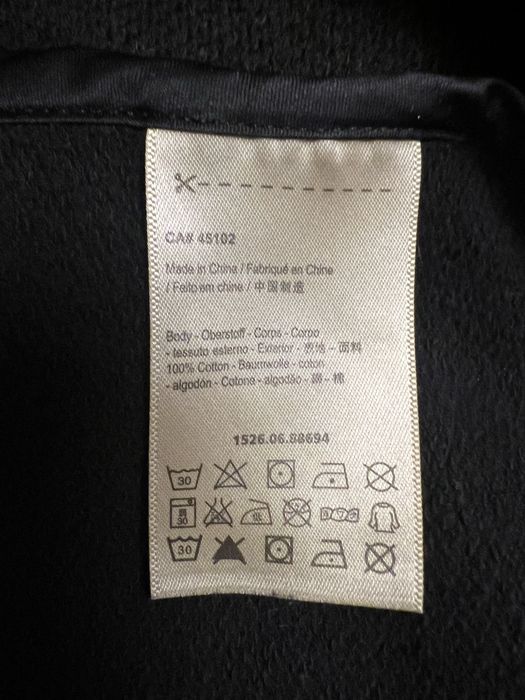 CA# 45102
Made in China / Fabriqué en Chine
/ Feito em chine / 中国制造
Body - Oberstoff - Corps - Corpo
- tessuto esterno - Exterior - 表地 - 面料
100% Cotton - Baumwolle - coton
- algodón - Cotone - algodão - 綿 - 棉
1526.06.58694
30
30
30